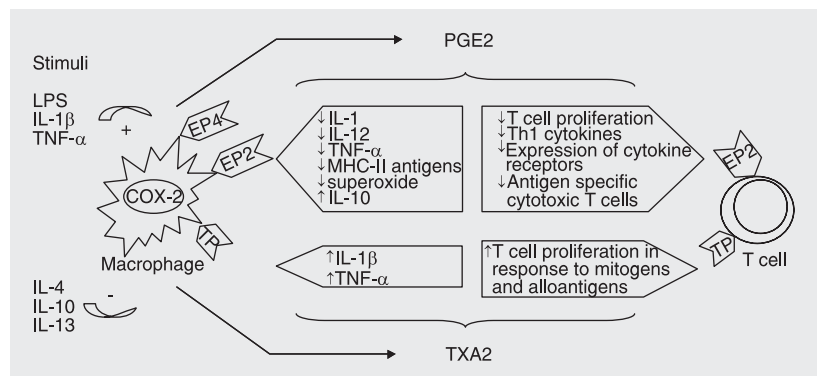 PGE2
Stimuli
LPS
IL-1β
TNF-α
+
EP4
EP2
COX-2
TP
Macrophage
IL-4
IL-10
IL-13
-
↓IL-1
↓IL-12
↓TNF-α
↓MHC-II antigens
↓superoxide
↑IL-10
↓T cell proliferation
↓Th1 cytokines
↓Expression of cytokine
receptors
↓Antigen specific
cytotoxic T cells
↑IL-1β
↑TNF-α
↑T cell proliferation in
response to mitogens
and alloantigens
EP2
TP
T cell
TXA2